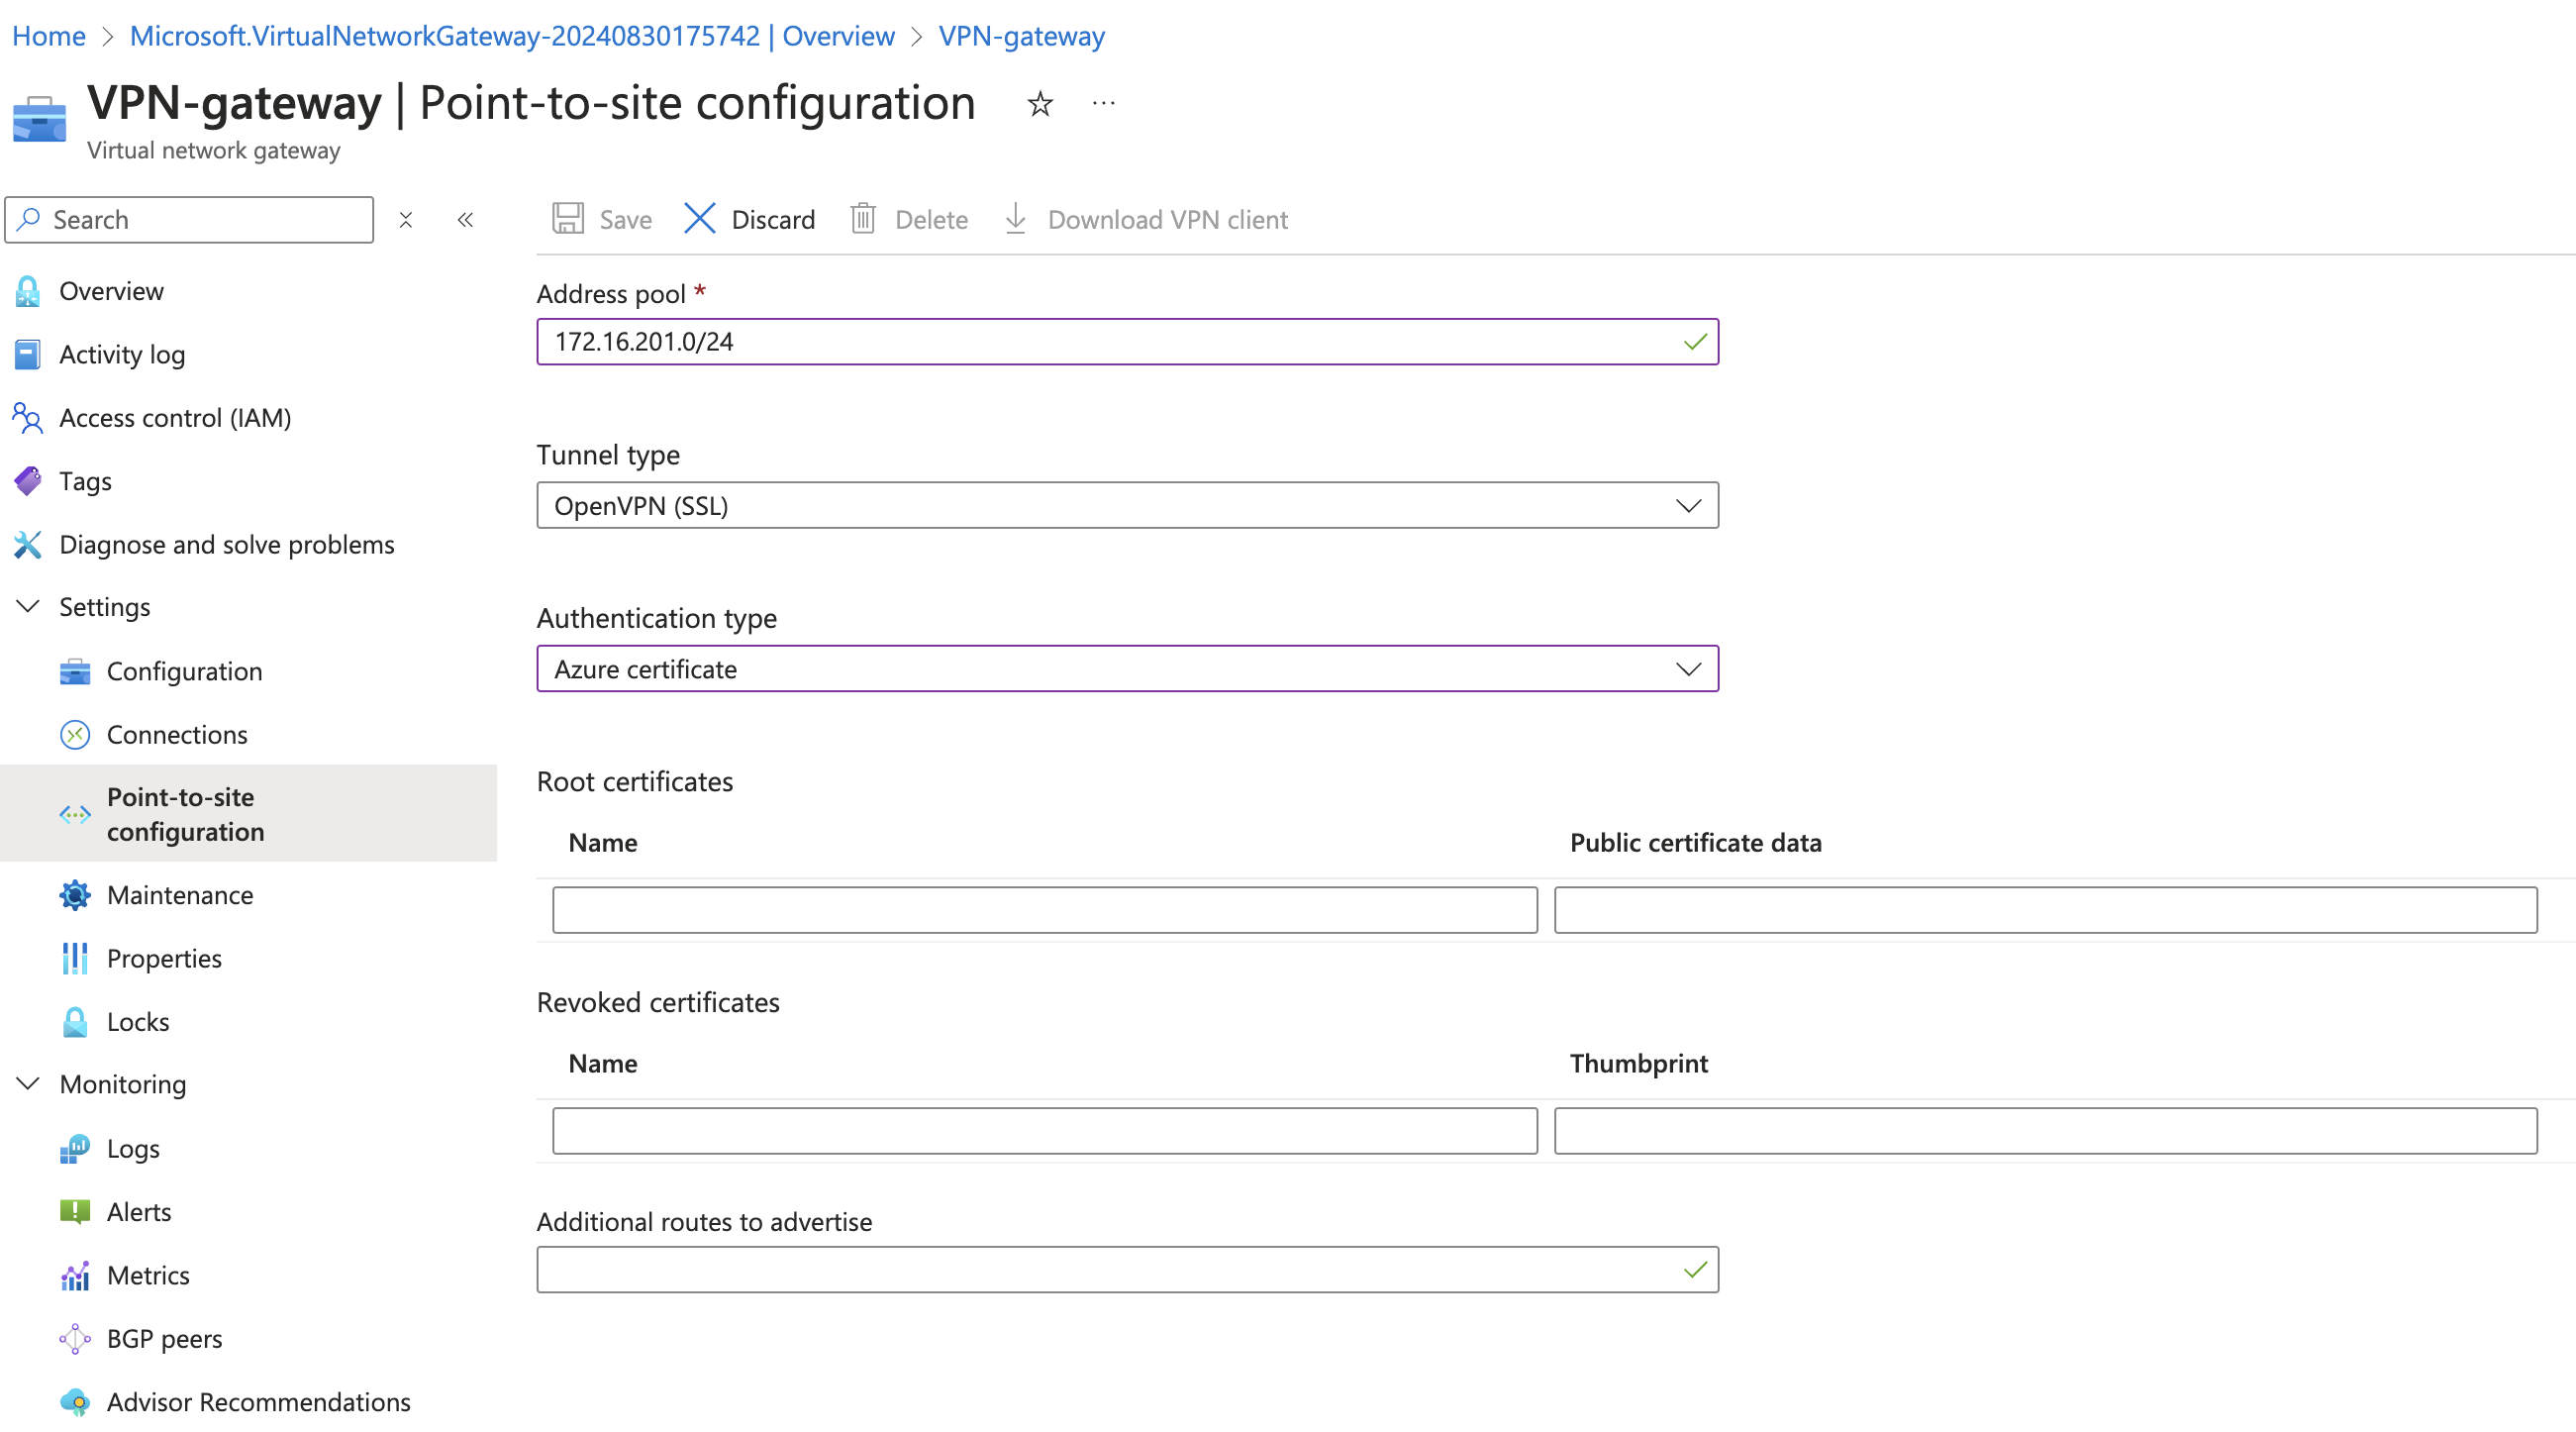 Home > Microsoft.VirtualNetworkGateway-20240830175742 | Overview > VPN-gateway
VPN-gateway | Point-to-site configuration
Virtual network gateway
Search
Save Discard Delete Download VPN client
Overview
Activity log
Access control (IAM)
Tags
Diagnose and solve problems
Settings
Configuration
Connections
Point-to-site
configuration
Maintenance
Properties
Locks
Monitoring
Logs
Alerts
Metrics
BGP peers
Advisor Recommendations
Address pool *
172.16.201.0/24
Tunnel type
OpenVPN (SSL)
Authentication type
Azure certificate
Root certificates
Name Public certificate data
Revoked certificates
Name Thumbprint
Additional routes to advertise